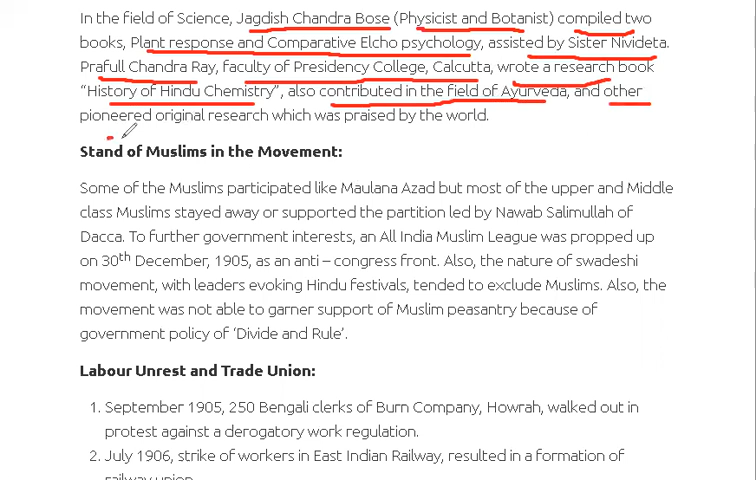 In the field of Science, Jagdish Chandra Bose (Physicist and Botanist) compiled two
books, Plant response and Comparative Elcho psychology, assisted by Sister Nivideta.
Prafull Chandra Ray, faculty of Presidency College, Calcutta, wrote a research book
“History of Hindu Chemistry”, also contributed in the field of Ayurveda, and other
pioneered original research which was praised by the world.
Stand of Muslims in the Movement:
Some of the Muslims participated like Maulana Azad but most of the upper and Middle
class Muslims stayed away or supported the partition led by Nawab Salimullah of
Dacca. To further government interests, an All India Muslim League was propped up
on 30th December, 1905, as an anti – congress front. Also, the nature of swadeshi
movement, with leaders evoking Hindu festivals, tended to exclude Muslims. Also, the
movement was not able to garner support of Muslim peasantry because of
government policy of ‘Divide and Rule’.
Labour Unrest and Trade Union:
1. September 1905, 250 Bengali clerks of Burn Company, Howrah, walked out in
protest against a derogatory work regulation.
2. July 1906, strike of workers in East Indian Railway, resulted in a formation of
railway union